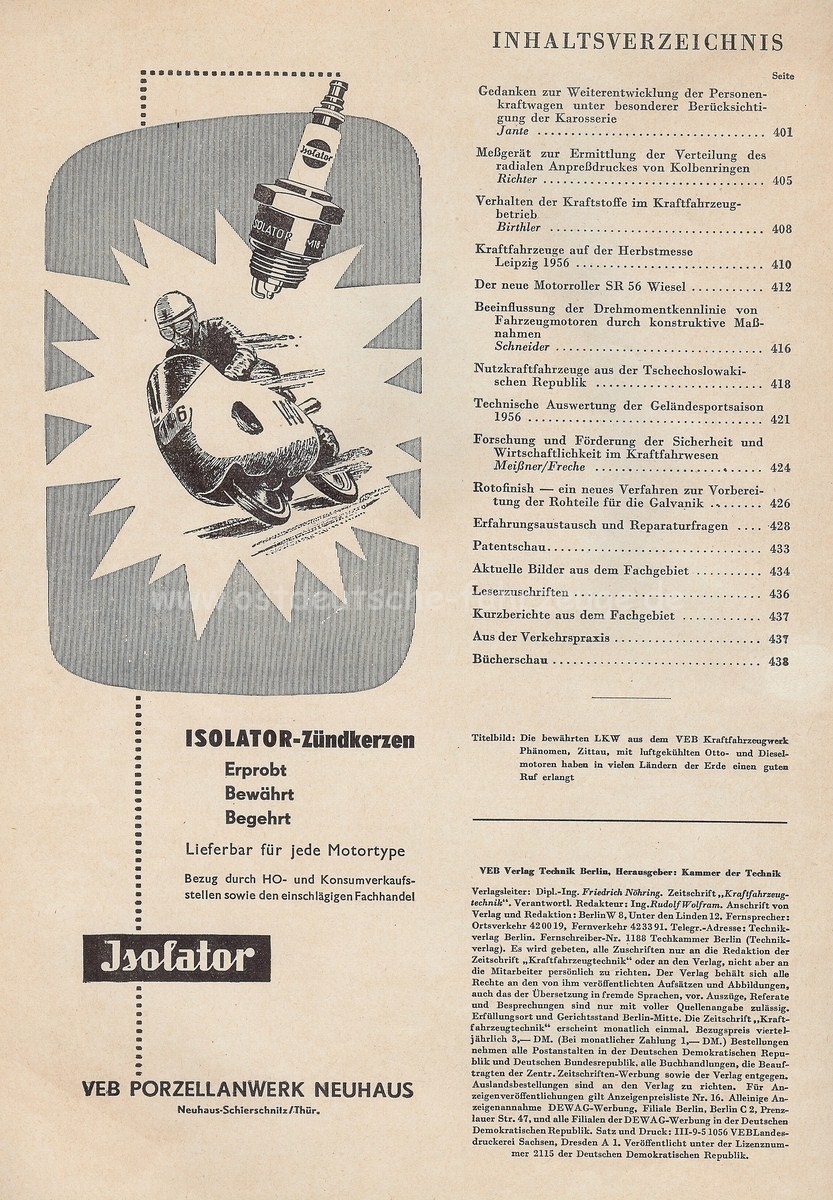 INHALTSVERZEICHNIS
Seite
Gedanken zur Weiterentwicklung der Personen-
kraftwagen unter besonderer Berücksichti-
gung der Karosserie
Jante ................................ 401
Meßgerät zur Ermittlung der Verteilung des
radialen Anpreßdruckes von Kolbenringen
Richter ................................ 405
Verhalten der Kraftstoffe im Kraftfahrzeug-
betrieb
Birthler ................................ 408
Kraftfahrzeuge auf der Herbstmesse
Leipzig 1956 ........................... 410
Der neue Motorroller SR 56 Wiesel ........... 412
Beeinflussung der Drehmomentkennlinie von
Fahrzeugmotoren durch konstruktive Maß-
nahmen
Schneider ............................. 416
Nutzkraftfahrzeuge aus der Tschechoslowaki-
schen Republik ........................ 418
Technische Auswertung der Geländesportsaison
1956 ................................. 421
Forschung und Förderung der Sicherheit und
Wirtschaftlichkeit im Kraftfahrwesen
Meißner/Freche ........................ 424
Rotofinish — ein neues Verfahren zur Vorberei-
tung der Rohteile für die Galvanik ........ 426
Erfahrungsaustausch und Reparaturfragen .... 428
Patentschau.............................. 433
Aktuelle Bilder aus dem Fachgebiet .......... 434
Leserzuschriften ........................... 436
Kurzberichte aus dem Fachgebiet ............ 437
Aus der Verkehrspraxis ..................... 437
Bücherschau .............................. 438
Titelbild: Die bewährten LKW aus dem VEB Kraftfahrzeugwerk
Phänomen, Zittau, mit luftgekühlten Otto- und Diesel-
motoren haben in vielen Ländern der Erde einen guten
Ruf erlangt
VEB Verlag Technik Berlin, Herausgeber: Kammer der Technik
Verlagsleiter: Dipl.-Ing. Friedrich Nöhring. Zeitschrift „Kraftfahrzeug-
technik“. Verantwortl. Redakteur: Ing. Rudolf Wolfram. Anschrift von
Verlag und Redaktion: Berlin W 8, Unter den Linden 12. Fernsprecher:
Ortsverkehr 42 00 19, Fernverkehr 42 33 91. Telegr.-Adresse: Technik-
verlag Berlin. Fernschreiber-Nr. 1188 Techkammer Berlin (Technik-
verlag). Es wird gebeten, alle Zuschriften nur an die Redaktion der
Zeitschrift „Kraftfahrzeugtechnik“ oder an den Verlag, nicht aber an
die Mitarbeiter persönlich zu richten. Der Verlag behält sich alle
Rechte an den von ihm veröffentlichten Aufsätzen und Abbildungen,
auch das der Übersetzung in fremde Sprachen, vor. Auszüge, Referate
und Besprechungen sind nur mit voller Quellenangabe zulässig.
Erfüllungsort und Gerichtsstand Berlin-Mitte. Die Zeitschrift „Kraft-
fahrzeugtechnik“ erscheint monatlich einmal. Bezugspreis viertel-
jährlich 3,— DM. (Bei monatlicher Zahlung 1,— DM.) Bestellungen
nehmen alle Postanstalten in der Deutschen Demokratischen Repu-
blik und Deutschen Bundesrepublik. alle Buchhandlungen, die Beauf-
tragten der Zentr. Zeitschriften-Werbung sowie der Verlag entgegen.
Auslandsbestellungen sind an den Verlag zu richten. Für An-
zeigenveröffentlichungen gilt Anzeigenpreisliste Nr. 16. Alleinige An-
zeigenannahme DEWAG-Werbung, Filiale Berlin, Berlin C 2, Prenz-
lauer Str. 47, und alle Filialen der DEWAG-Werbung in der Deutschen
Demokratischen Republik. Satz und Druck: III-9-5 1056 VEB Landes-
druckerei Sachsen, Dresden A 1. Veröffentlicht unter der Lizenznum-
mer 2115 der Deutschen Demokratischen Republik.
Isolator
ISOLATOR M18-
46
www.ostdeutsche-
ISOLATOR-Zündkerzen
Erprobt
Bewährt
Begehrt
Lieferbar für jede Motortype
Bezug durch HO- und Konsumverkaufs-
stellen sowie den einschlägigen Fachhandel
Isolator
VEB PORZELLANWERK NEUHAUS
Neuhaus-Schierschnitz/Thür.